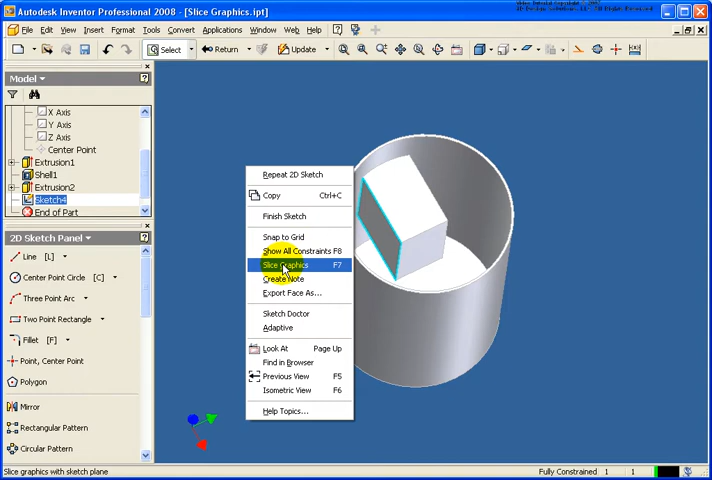 Autodesk Inventor Professional 2008 - [Slice Graphics.ipt]
File Edit View Insert Format Tools Convert Applications Window Web Help
Select Return Update
Model
X Axis
Y Axis
Z Axis
Center Point
Extrusion1
Shell1
Extrusion2
Sketch4
End of Part
2D Sketch Panel
Line [L]
Center Point Circle [C]
Three Point Arc
Two Point Rectangle
Fillet [F]
Point, Center Point
Polygon
Mirror
Rectangular Pattern
Circular Pattern
Repeat 2D Sketch
Copy Ctrl+C
Finish Sketch
Snap to Grid
Show All Constraints F8
Slice Graphics F7
Create Note
Export Face As...
Sketch Doctor
Adaptive
Look At Page Up
Find in Browser
Previous View F5
Isometric View F6
Help Topics...
Slice graphics with sketch plane
Fully Constrained 1 1